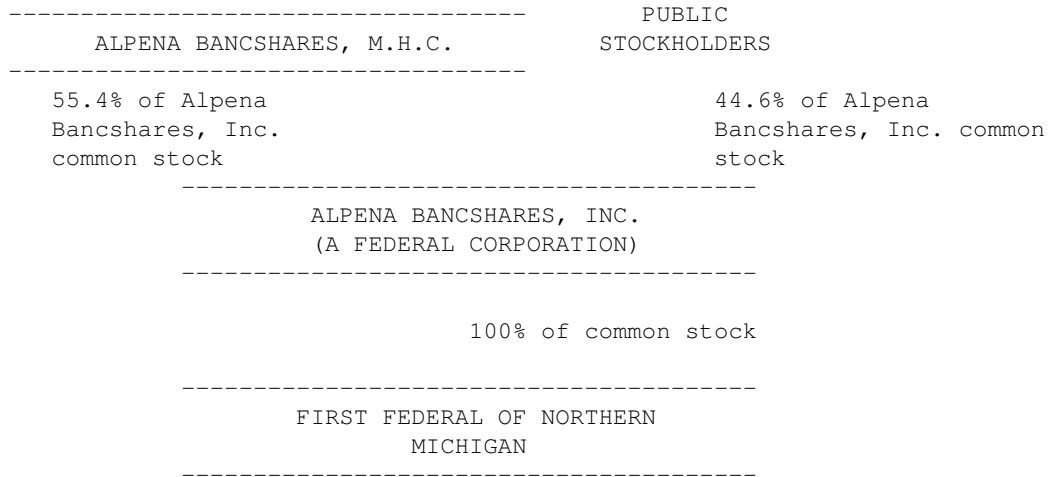 ------------------------------------ PUBLIC
ALPENA BANCSHARES, M.H.C. STOCKHOLDERS
------------------------------------
55.4% of Alpena 44.6% of Alpena
Bancshares, Inc. Bancshares, Inc. common
common stock stock
----------------------------------------
ALPENA BANCSHARES, INC.
(A FEDERAL CORPORATION)
----------------------------------------
100% of common stock
----------------------------------------
FIRST FEDERAL OF NORTHERN
MICHIGAN
----------------------------------------